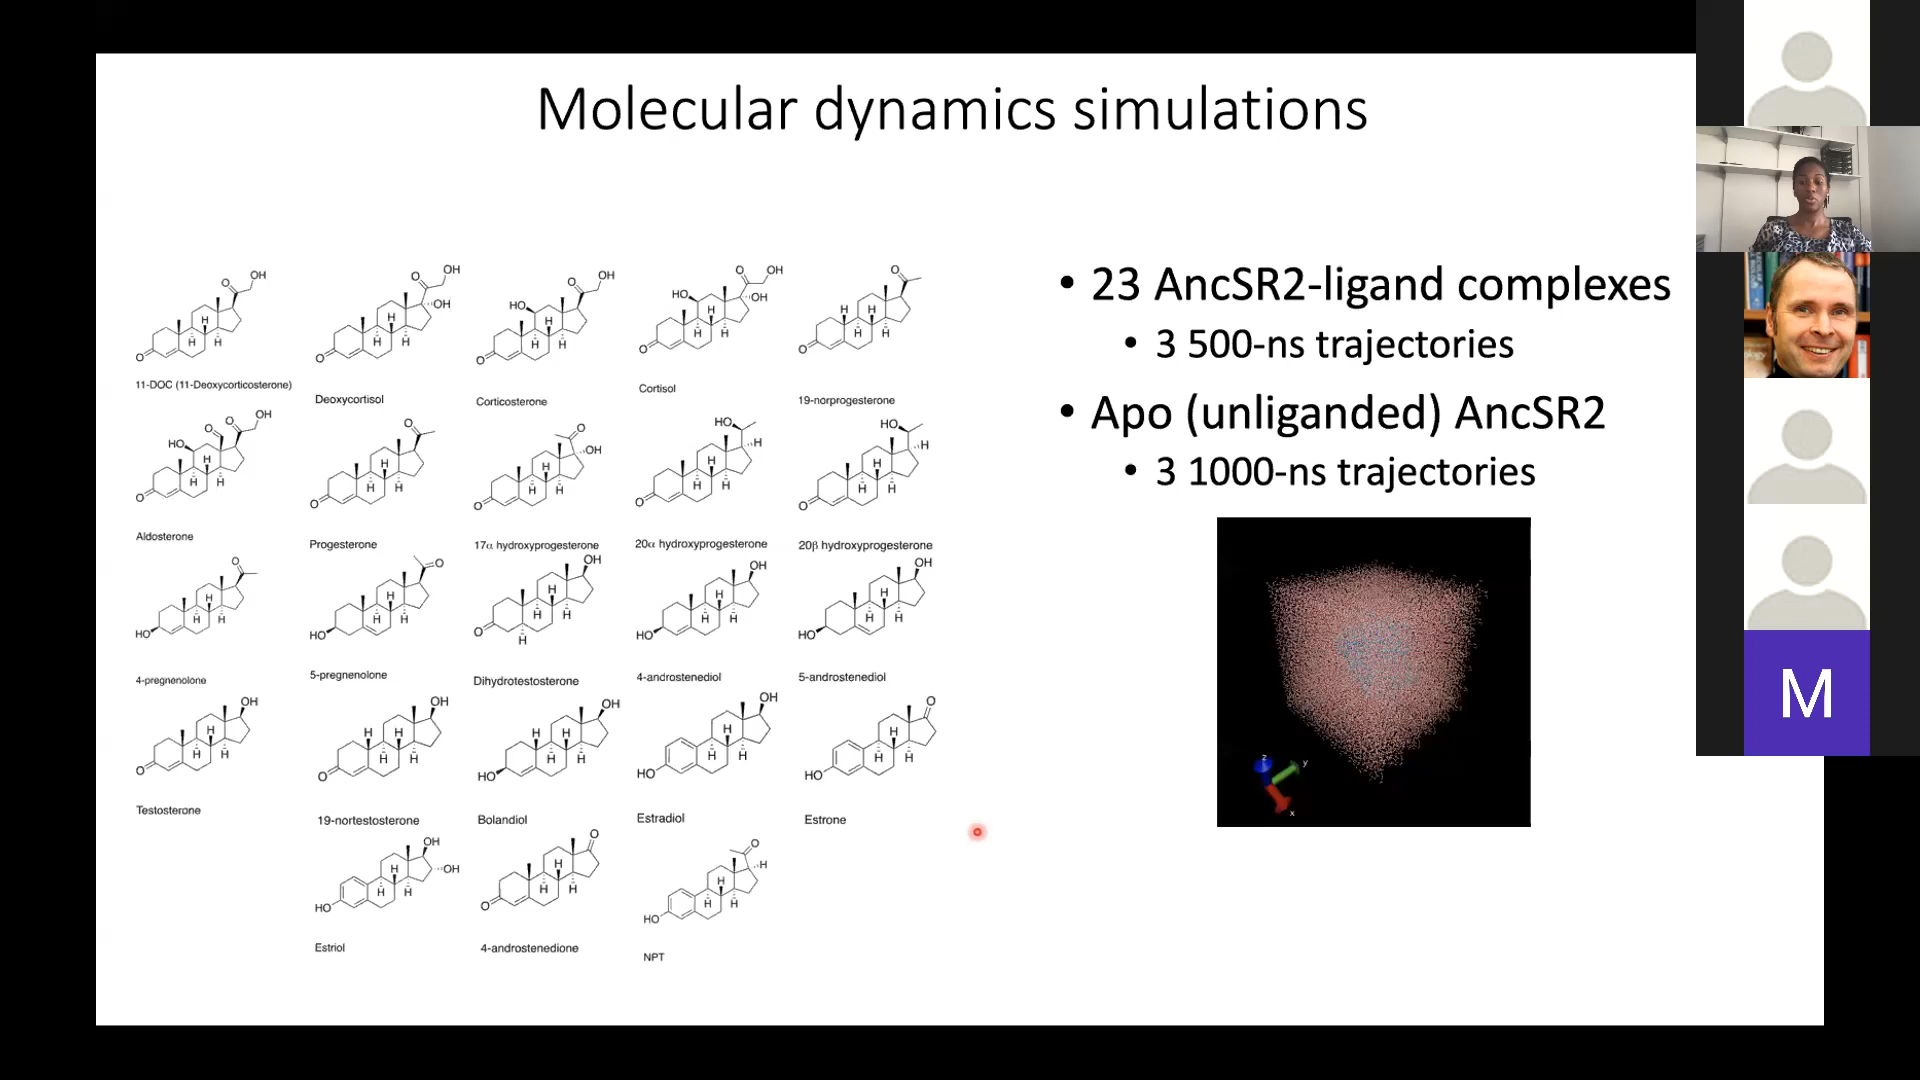 Molecular dynamics simulations
11-DOC (11-Deoxycorticosterone)
Deoxycortisol
Corticosterone
Cortisol
19-norprogesterone
Aldosterone
Progesterone
17α hydroxyprogesterone
20α hydroxyprogesterone
20β hydroxyprogesterone
4-pregnenolone
5-pregnenolone
Dihydrotestosterone
4-androstenediol
5-androstenediol
Testosterone
19-nortestosterone
Bolandiol
Estradiol
Estrone
Estriol
4-androstenedione
NPT
• 23 AncSR2-ligand complexes
• 3 500-ns trajectories
• Apo (unliganded) AncSR2
• 3 1000-ns trajectories
z
y
x
M